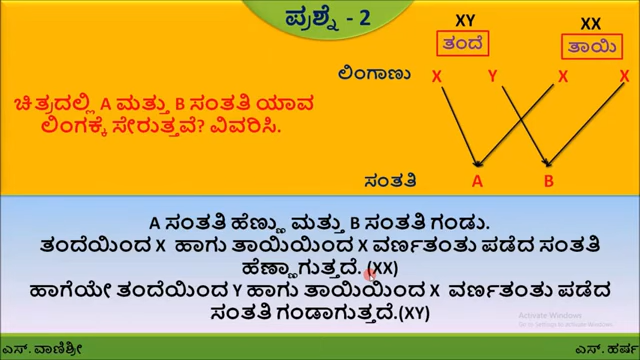 ಪ್ರಶ್ನೆ - 2
XY XX
ತಂದೆ ತಾಯಿ
ಲಿಂಗಾಣು X Y X X
ಚಿತ್ರದಲ್ಲಿ A ಮತ್ತು B ಸಂತತಿ ಯಾವ
ಲಿಂಗಕ್ಕೆ ಸೇರುತ್ತವೆ? ವಿವರಿಸಿ.
ಸಂತತಿ A B
A ಸಂತತಿ ಹೆಣ್ಣು ಮತ್ತು B ಸಂತತಿ ಗಂಡು.
ತಂದೆಯಿಂದ X ಹಾಗು ತಾಯಿಯಿಂದ X ವರ್ಣತಂತು ಪಡೆದ ಸಂತತಿ
ಹೆಣ್ಣಾಗುತ್ತದೆ. (XX)
ಹಾಗೆಯೇ ತಂದೆಯಿಂದ Y ಹಾಗು ತಾಯಿಯಿಂದ X ವರ್ಣತಂತು ಪಡೆದ
ಸಂತತಿ ಗಂಡಾಗುತ್ತದೆ.(XY)
Activate Windows
Go to Settings to activate Windows.
ಎಸ್. ವಾಣಿಶ್ರೀ ಎಸ್. ಹರ್ಷ